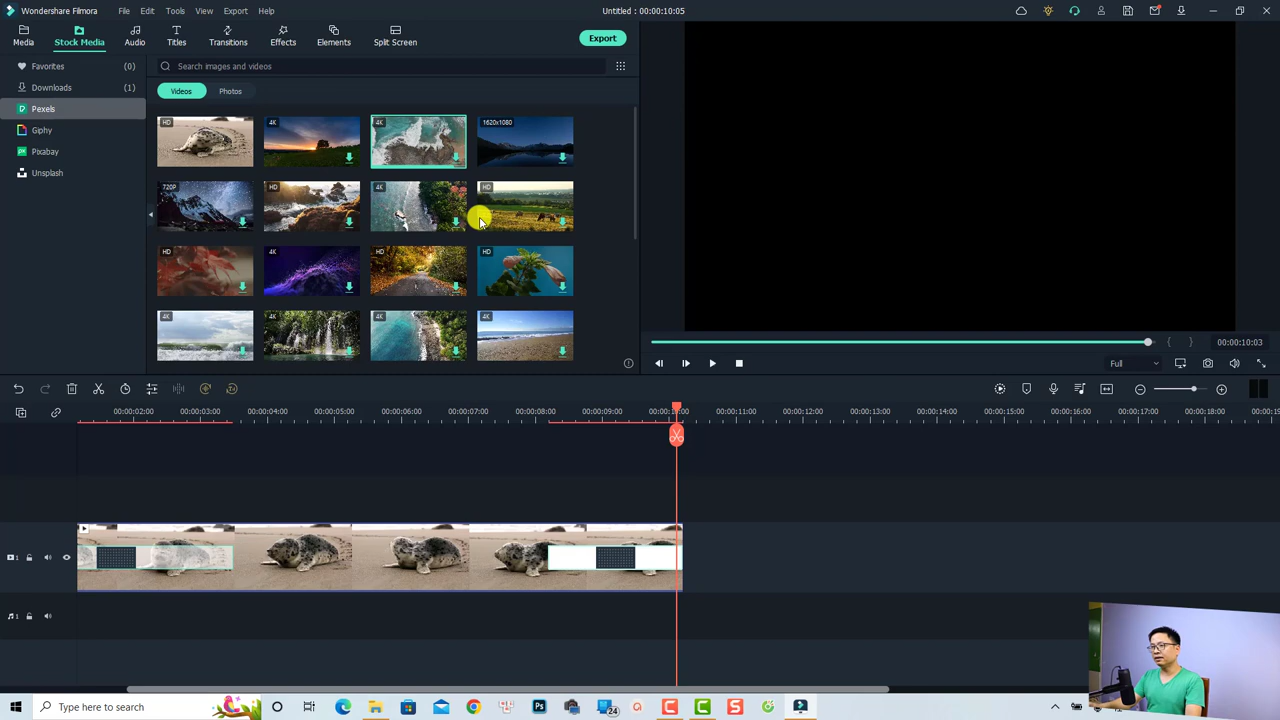 Wondershare Filmora File Edit Tools View Export Help Untitled : 00:00:10:05
Media Stock Media Audio Titles Transitions Effects Elements Split Screen Export
Favorites (0)
Downloads (1)
Pexels
Giphy
Pixabay
Unsplash
Search images and videos
Videos Photos
HD 4K 4K 1620x1080
720P HD 4K HD
HD 4K HD HD
4K 4K 4K 4K
00:00:10:03
Full
00:00:02:00 00:00:03:00 00:00:04:00 00:00:05:00 00:00:06:00 00:00:07:00 00:00:08:00 00:00:09:00 00:00:11:00 00:00:12:00 00:00:13:00 00:00:14:00 00:00:15:00 00:00:16:00 00:00:17:00 00:00:18:00
1
1
Type here to search
Ps
24